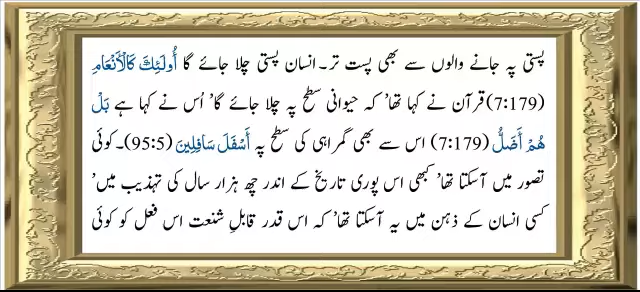 پستی پہ جانے والوں سے بھی پست تر۔ انسان پستی چلا جائے گا أُولَٰئِكَ كَالْأَنْعَامِ
(7:179) قرآن نے کہا تھا' کہ حیوانی سطح پہ چلا جائے گا' اُس نے کہا ہے بَلْ
هُمْ أَضَلُّ (7:179) اس سے بھی گمراہی کی سطح پہ أَسْفَلَ سَافِلِينَ (95:5)۔ کوئی
تصور میں آسکتا تھا' کبھی اس پوری تاریخ کے اندر چھ ہزار سال کی تہذیب میں'
کسی انسان کے ذہن میں یہ آسکتا تھا' کہ اس قدر قابلِ شنعت اس فعل کو کوئی